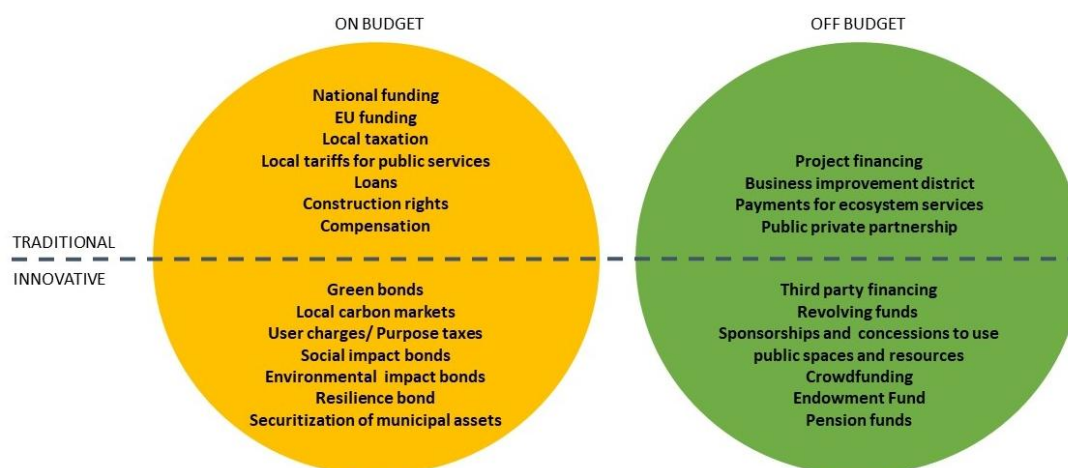 ON BUDGET
OFF BUDGET
National funding
EU funding
Local taxation
Local tariffs for public services
Loans
Construction rights
Compensation
Project financing
Business improvement district
Payments for ecosystem services
Public private partnership
TRADITIONAL
INNOVATIVE
Green bonds
Local carbon markets
User charges/ Purpose taxes
Social impact bonds
Environmental impact bonds
Resilience bond
Securitization of municipal assets
Third party financing
Revolving funds
Sponsorships and concessions to use
public spaces and resources
Crowdfunding
Endowment Fund
Pension funds